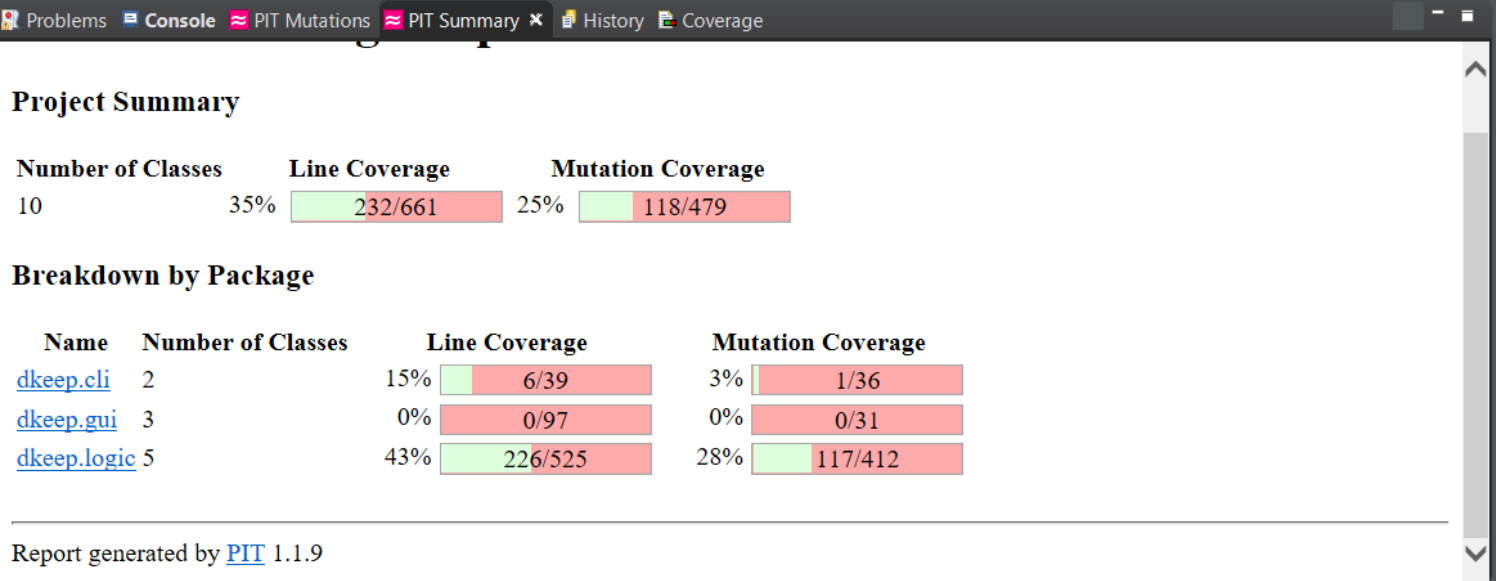 Problems Console PIT Mutations PIT Summary History Coverage
Project Summary
Number of Classes Line Coverage Mutation Coverage
10 35% 232/661 25% 118/479
Breakdown by Package
Name Number of Classes Line Coverage Mutation Coverage
dkeep.cli 2 15% 6/39 3% 1/36
dkeep.gui 3 0% 0/97 0% 0/31
dkeep.logic 5 43% 226/525 28% 117/412
Report generated by PIT 1.1.9